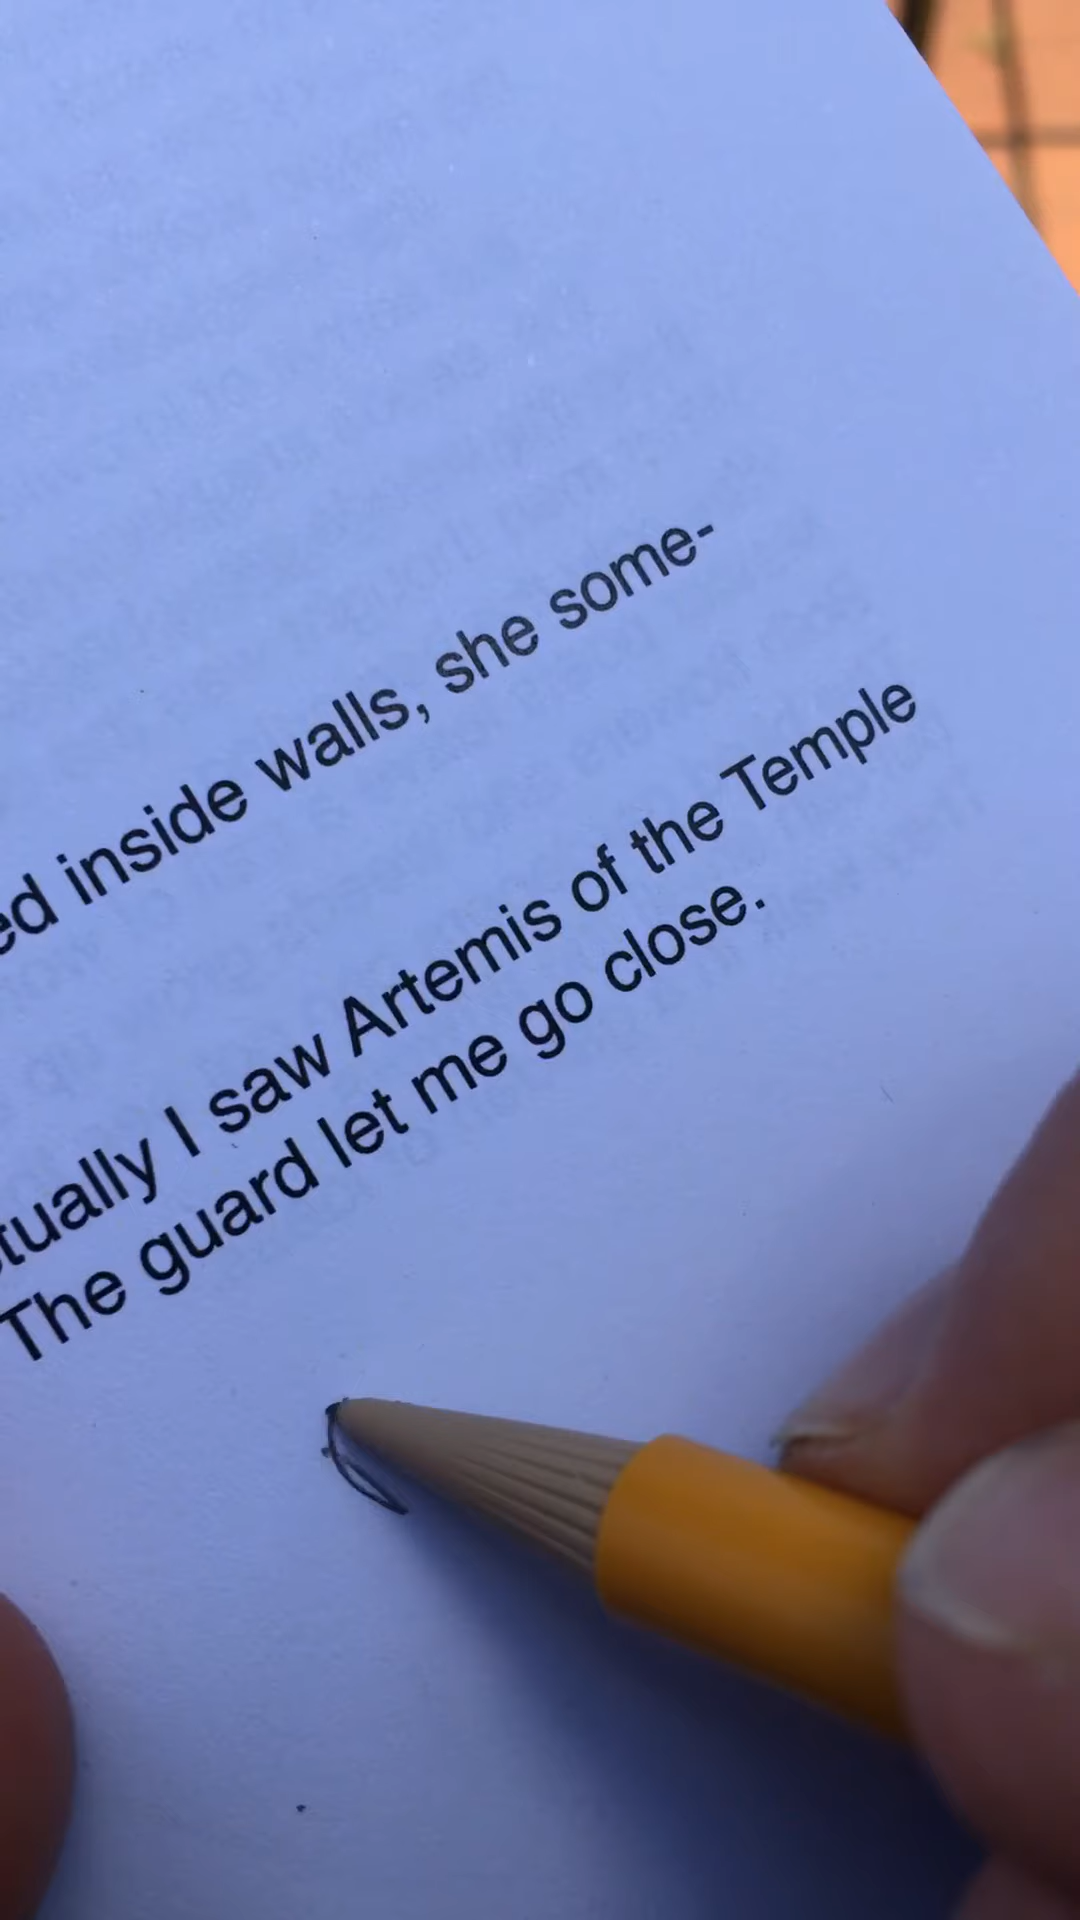 ed inside walls, she some-
tually I saw Artemis of the Temple
The guard let me go close.